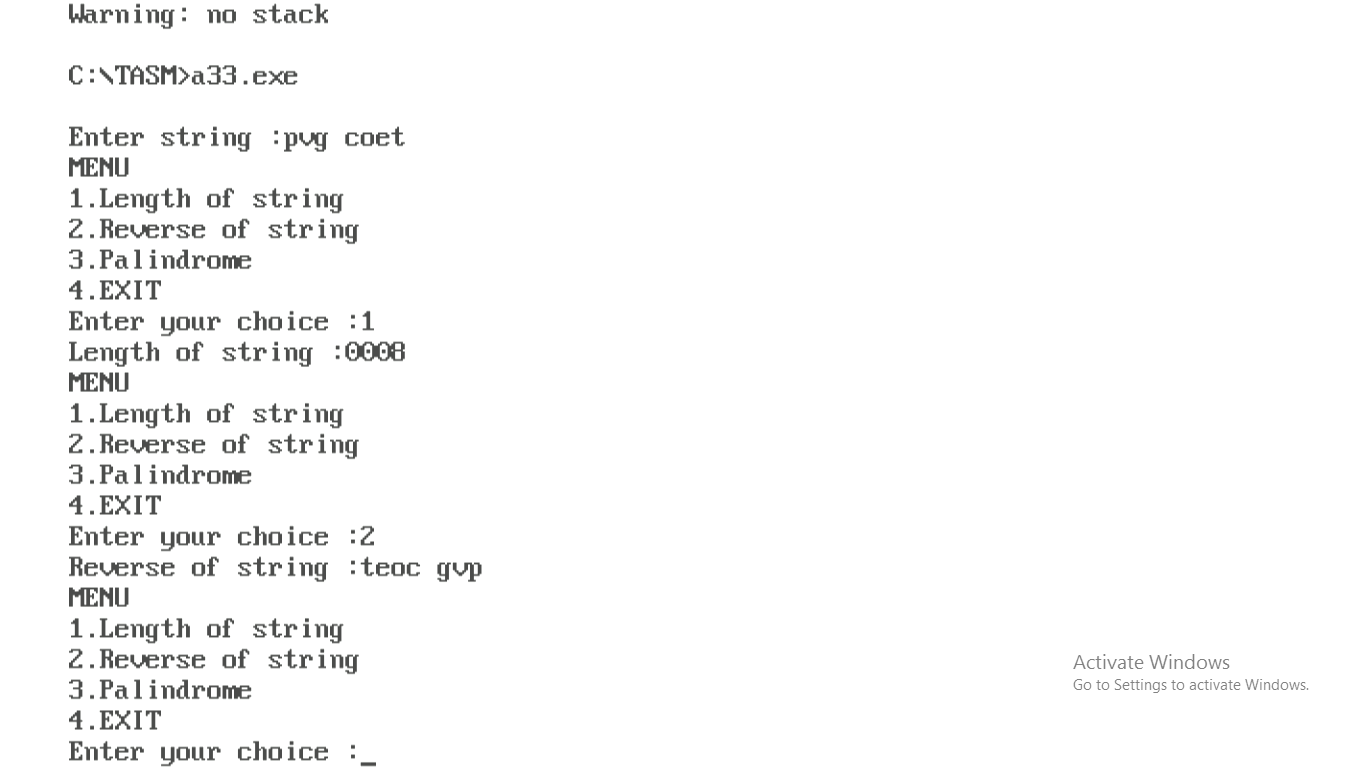 Warning: no stack
C:\TASM>a33.exe
Enter string :pvg coet
MENU
1.Length of string
2.Reverse of string
3.Palindrome
4.EXIT
Enter your choice :1
Length of string :0008
MENU
1.Length of string
2.Reverse of string
3.Palindrome
4.EXIT
Enter your choice :2
Reverse of string :teoc gvp
MENU
1.Length of string
2.Reverse of string
3.Palindrome
4.EXIT
Enter your choice :_
Activate Windows
Go to Settings to activate Windows.